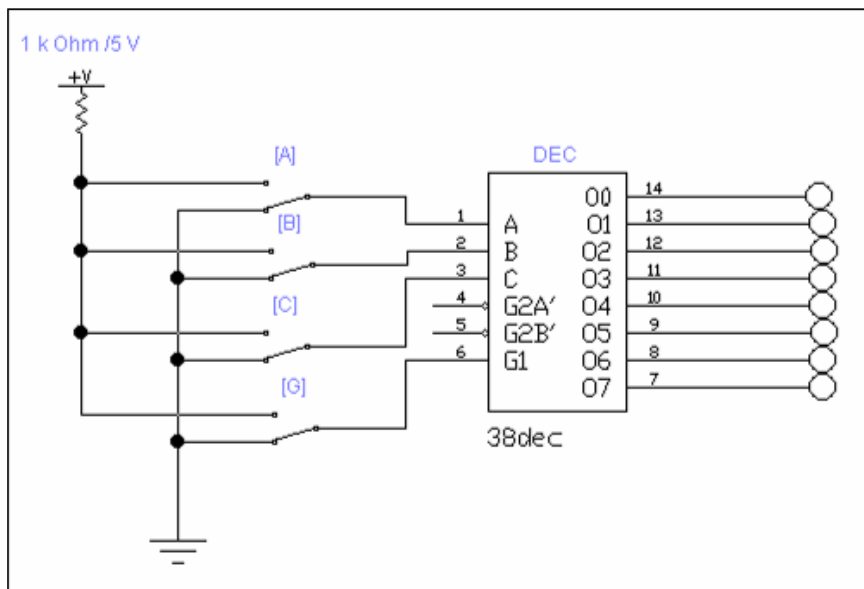 1 k Ohm /5 V
+V
[A]
[B]
[C]
[G]
DEC
1 A O0 14
2 B O1 13
3 C O2 12
4 G2A' O3 11
5 G2B' O4 10
6 G1 O5 9
O6 8
O7 7
38dec